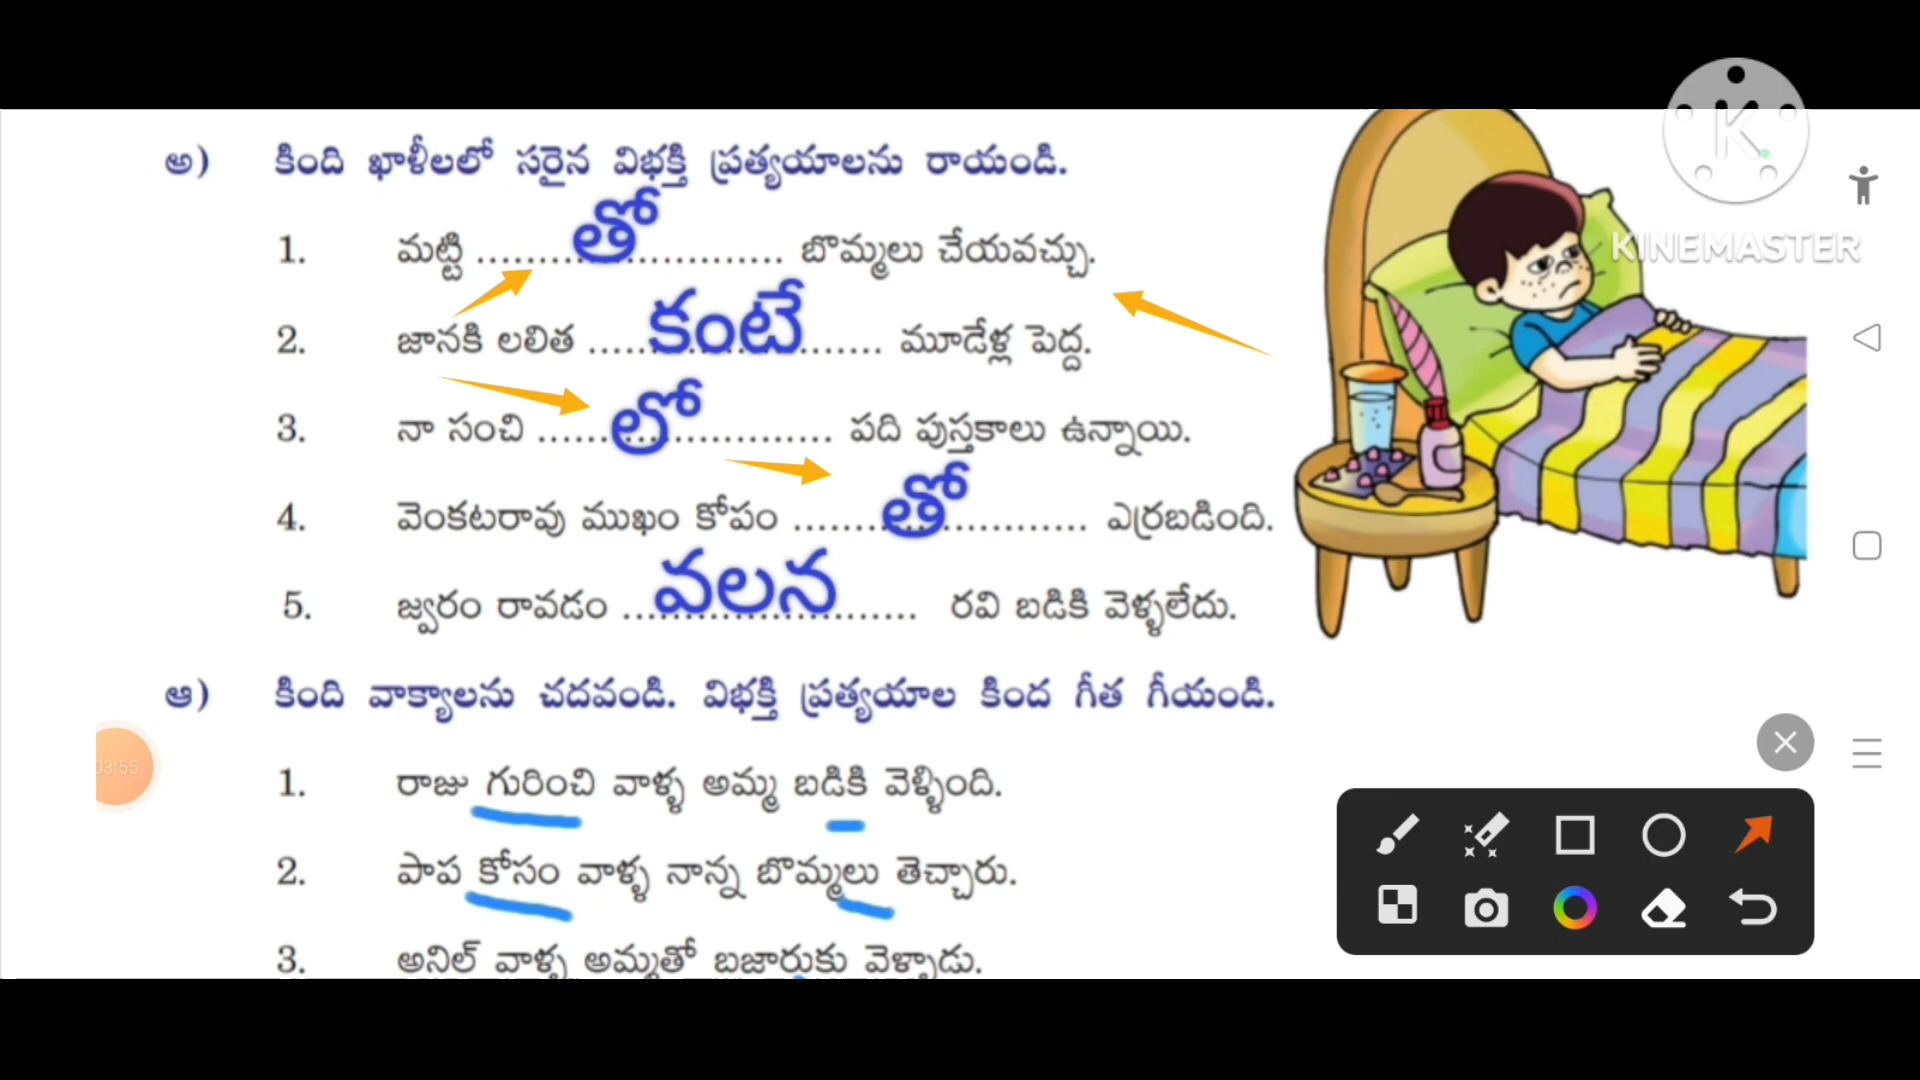 KINEMASTER
అ) కింది ఖాళీలలో సరైన విభక్తి ప్రత్యయాలను రాయండి.
1. మట్టి ........తో........ బొమ్మలు చేయవచ్చు.
2. జానకి లలిత ........కంటే........ మూడేళ్ల పెద్ద.
3. నా సంచి ........లో........ పది పుస్తకాలు ఉన్నాయి.
4. వెంకటరావు ముఖం కోపం ........తో........ ఎర్రబడింది.
5. జ్వరం రావడం ........వలన........ రవి బడికి వెళ్ళలేదు.
ఆ) కింది వాక్యాలను చదవండి. విభక్తి ప్రత్యయాల కింద గీత గీయండి.
03:55
1. రాజు గురించి వాళ్ళ అమ్మ బడికి వెళ్ళింది.
2. పాప కోసం వాళ్ళ నాన్న బొమ్మలు తెచ్చారు.
3. అనిల్ వాళ్ళ అమ్మతో బజారుకు వెళ్ళాడు.